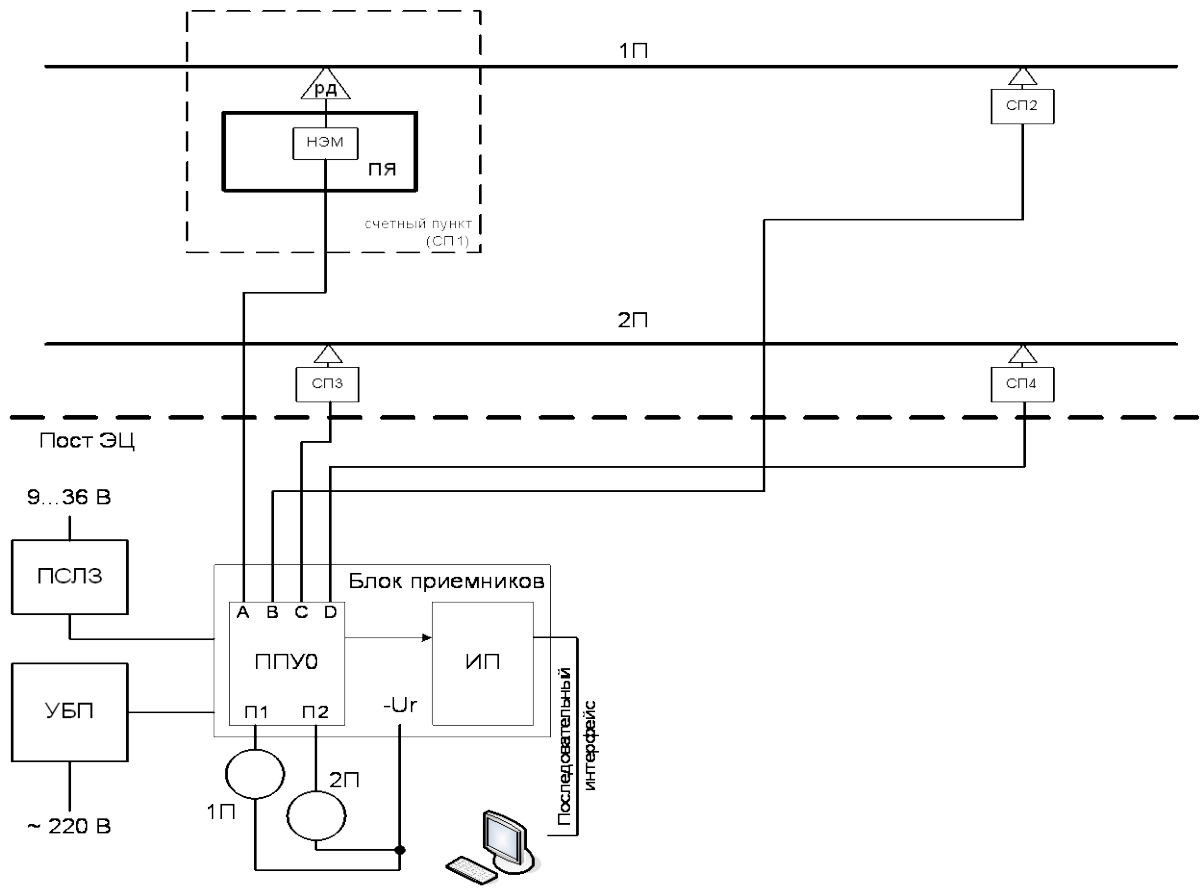 1П
рд
НЭМ
ПЯ
счетный пункт
(СП1)
СП2
2П
СП3
СП4
Пост ЭЦ
9...36 В
ПСЛЗ
Блок приемников
A B C D
ППУ0
ИП
П1 П2
-Ur
УБП
~ 220 В
1П
2П
Последовательный
интерфейс